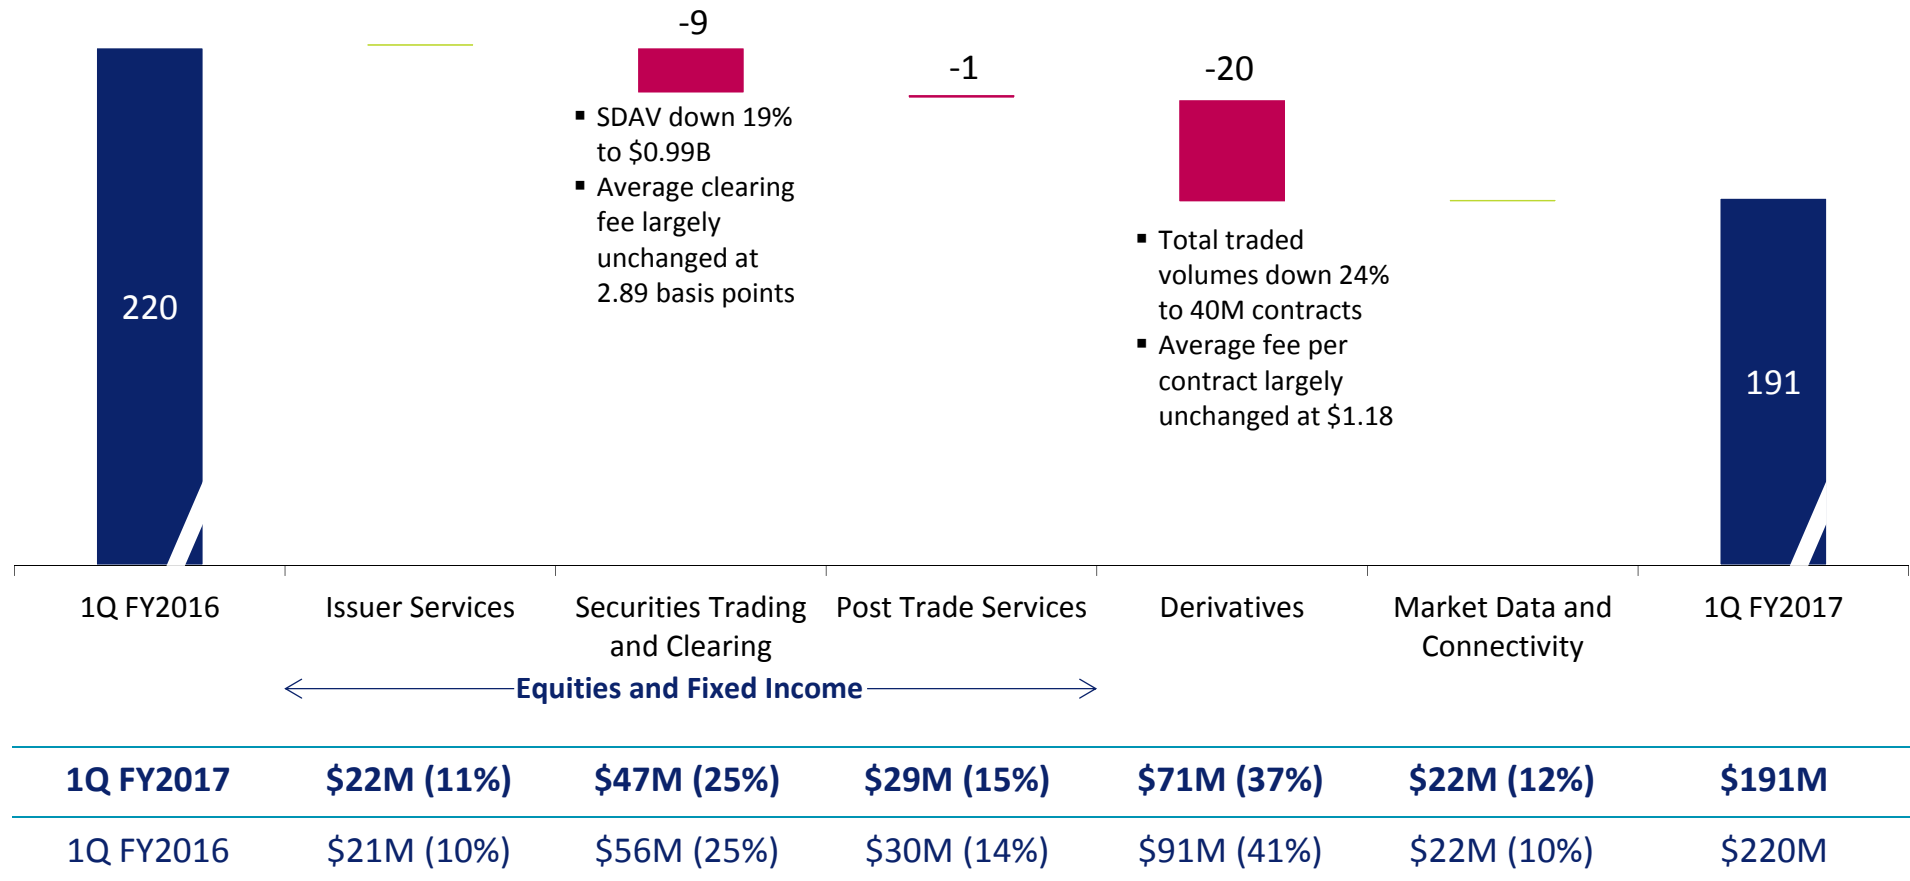 -9
-1
-20
▪ SDAV down 19%
to $0.99B
▪ Average clearing
fee largely
unchanged at
2.89 basis points
▪ Total traded
volumes down 24%
to 40M contracts
▪ Average fee per
contract largely
unchanged at $1.18
220
191
1Q FY2016
Issuer Services
Securities Trading
and Clearing
Post Trade Services
Derivatives
Market Data and
Connectivity
1Q FY2017
Equities and Fixed Income
1Q FY2017 $22M (11%) $47M (25%) $29M (15%) $71M (37%) $22M (12%) $191M
1Q FY2016 $21M (10%) $56M (25%) $30M (14%) $91M (41%) $22M (10%) $220M